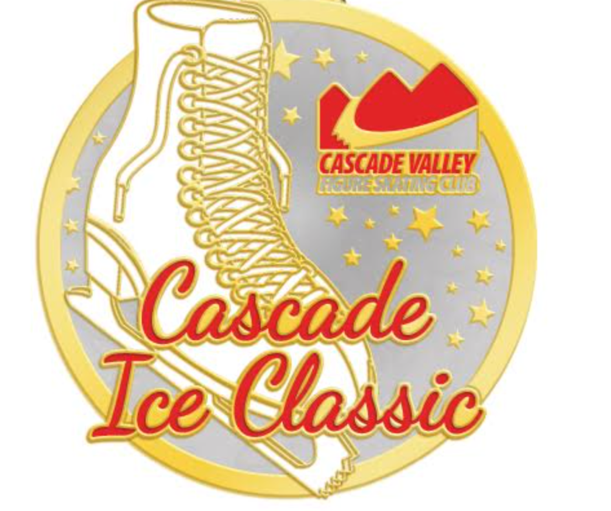 CASCADE VALLEY
FIGURE SKATING CLUB
Cascade
Ice Classic